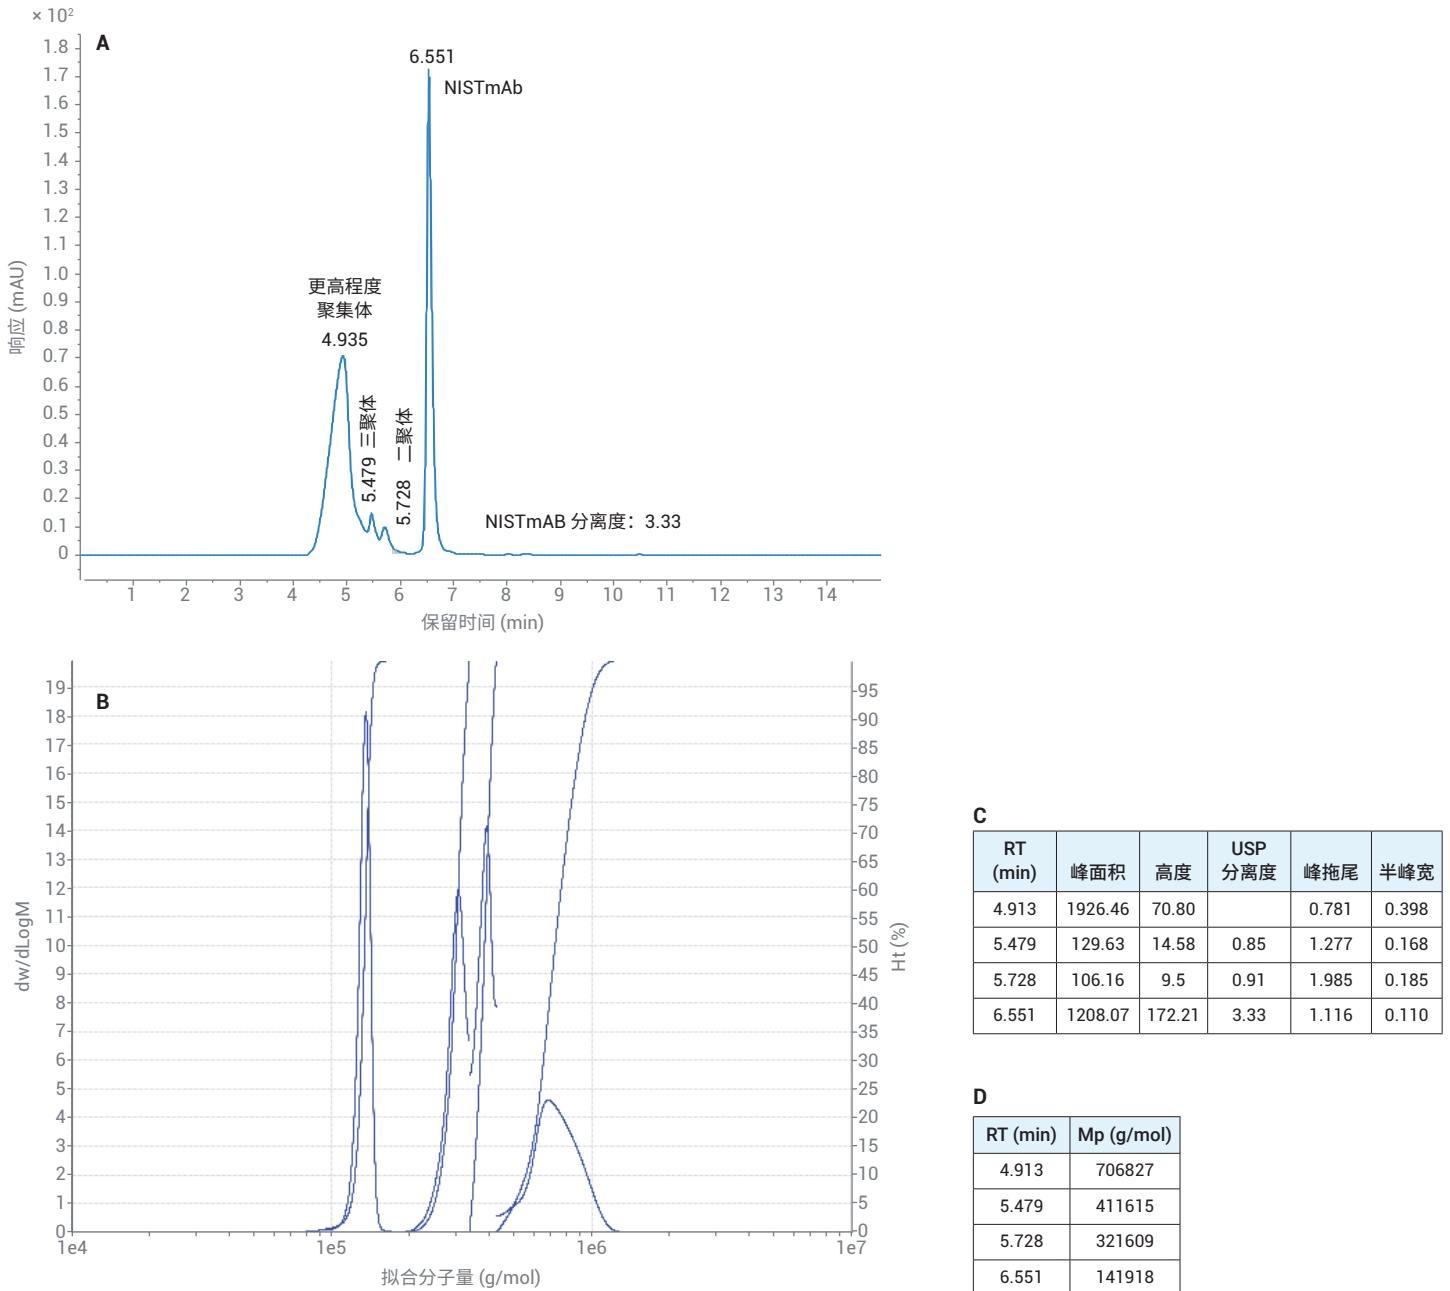 × 10²
A
1.8
1.7
1.6
1.5
1.4
1.3
1.2
1.1
1.0
0.9
0.8
0.7
0.6
0.5
0.4
0.3
0.2
0.1
0
响应 (mAU)
6.551
NISTmAb
更高程度
聚集体
4.935
5.479 三聚体
5.728 二聚体
NISTmAB 分离度：3.33
1 2 3 4 5 6 7 8 9 10 11 12 13 14
保留时间 (min)
B
19
18
17
16
15
14
13
12
11
10
9
8
7
6
5
4
3
2
1
0
dw/dLogM
95
90
85
80
75
70
65
60
55
50
45
40
35
30
25
20
15
10
5
0
Ht (%)
1e4 1e5 1e6 1e7
拟合分子量 (g/mol)
C
RT (min) 峰面积 高度 USP 分离度 峰拖尾 半峰宽
4.913 1926.46 70.80 0.781 0.398
5.479 129.63 14.58 0.85 1.277 0.168
5.728 106.16 9.5 0.91 1.985 0.185
6.551 1208.07 172.21 3.33 1.116 0.110
D
RT (min) Mp (g/mol)
4.913 706827
5.479 411615
5.728 321609
6.551 141918